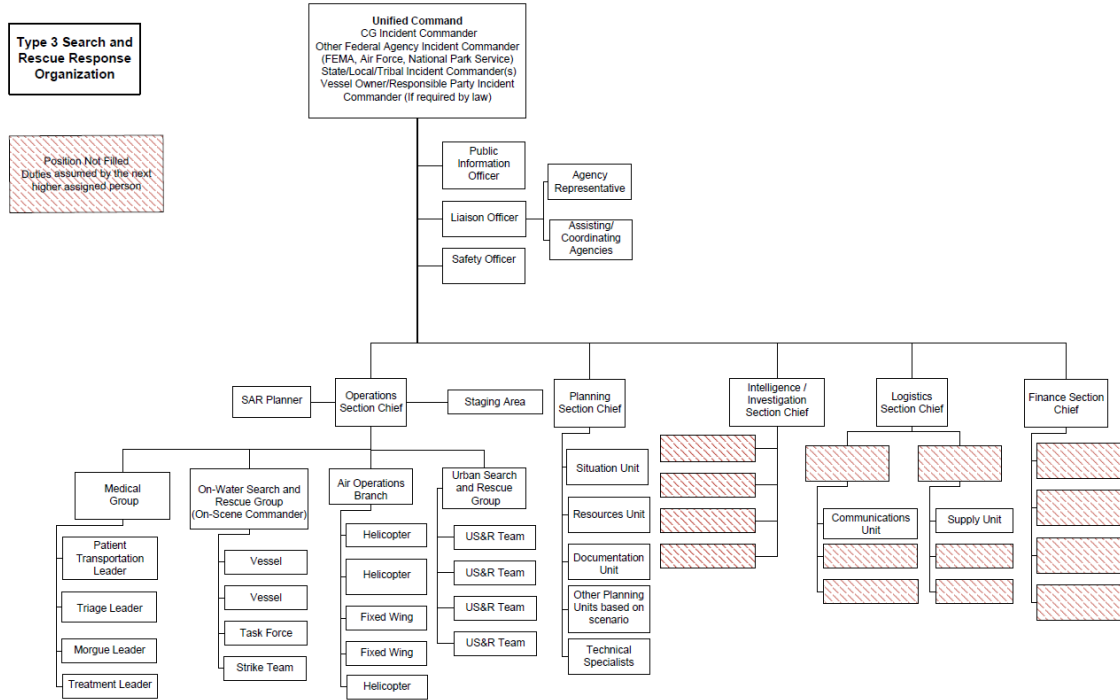 Type 3 Search and
Rescue Response
Organization
Position Not Filled
Duties assumed by the next
higher assigned person
Unified Command
CG Incident Commander
Other Federal Agency Incident Commander
(FEMA, Air Force, National Park Service)
State/Local/Tribal Incident Commander(s)
Vessel Owner/Responsible Party Incident
Commander (If required by law)
Public
Information
Officer
Liaison Officer
Agency
Representative
Assisting/
Coordinating
Agencies
Safety Officer
SAR Planner
Operations
Section Chief
Staging Area
Planning
Section Chief
Intelligence /
Investigation
Section Chief
Logistics
Section Chief
Finance Section
Chief
Medical
Group
Patient
Transportation
Leader
Triage Leader
Morgue Leader
Treatment Leader
On-Water Search and
Rescue Group
(On-Scene Commander)
Vessel
Vessel
Task Force
Strike Team
Air Operations
Branch
Helicopter
Helicopter
Fixed Wing
Fixed Wing
Helicopter
Urban Search
and Rescue
Group
US&R Team
US&R Team
US&R Team
US&R Team
Situation Unit
Resources Unit
Documentation
Unit
Other Planning
Units based on
scenario
Technical
Specialists
Communications
Unit
Supply Unit